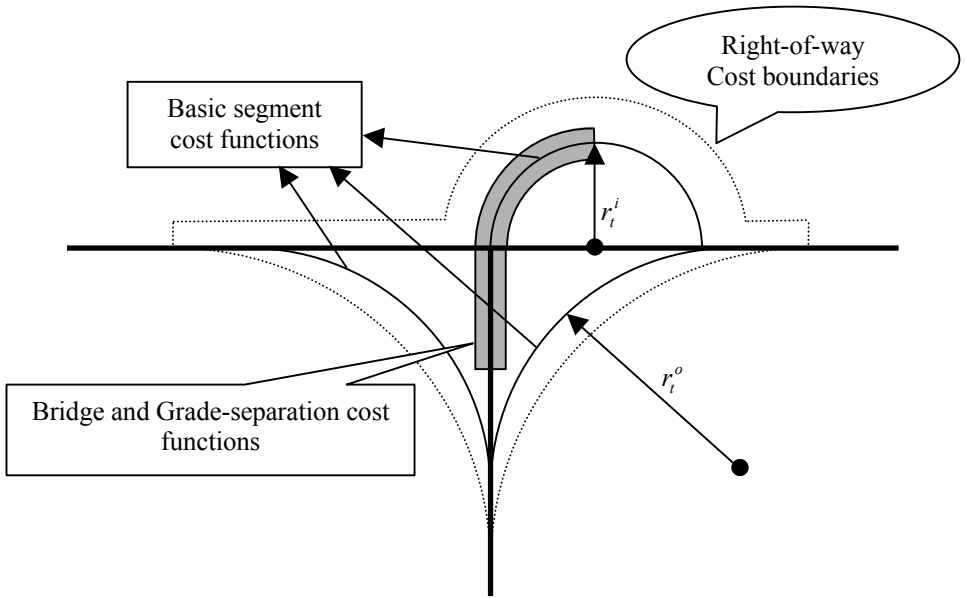 Right-of-way
Cost boundaries
Basic segment
cost functions
r_t^i
r_t^o
Bridge and Grade-separation cost
functions